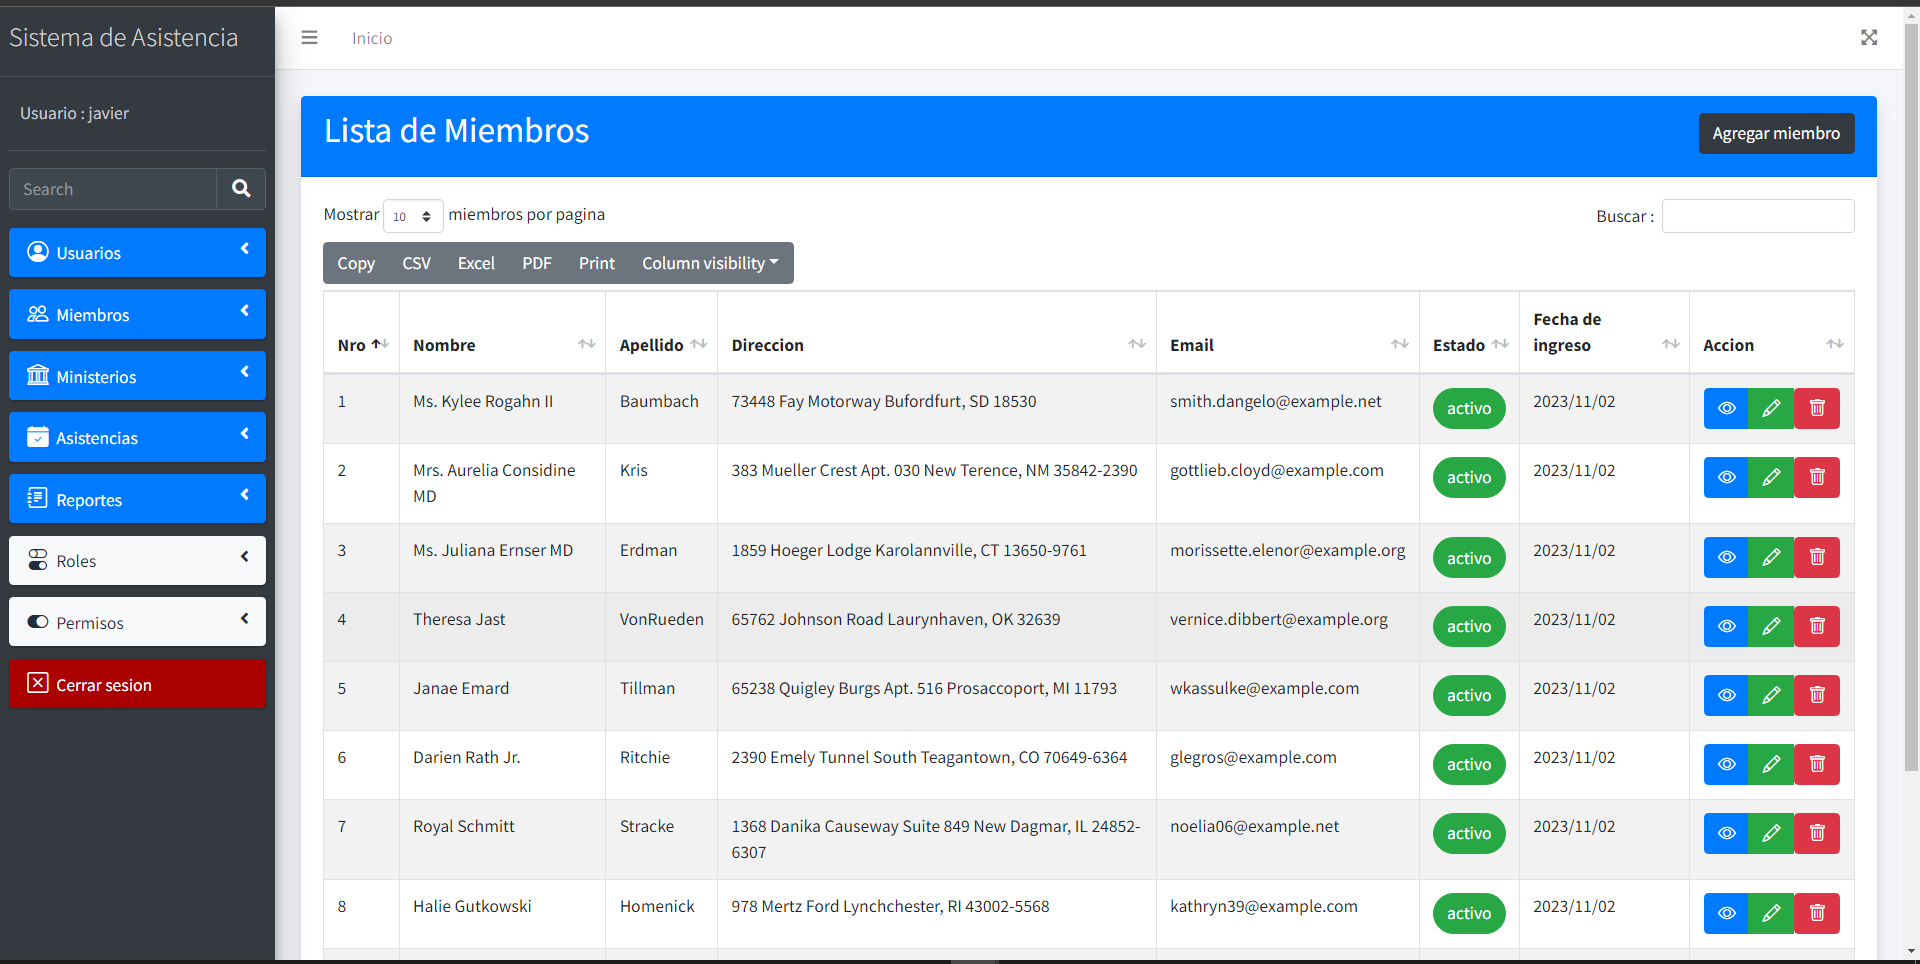 Sistema de Asistencia
Inicio
Usuario : javier
Search
Usuarios
Miembros
Ministerios
Asistencias
Reportes
Roles
Permisos
Cerrar sesion
Lista de Miembros
Agregar miembro
Mostrar 10 miembros por pagina
Buscar :
Copy CSV Excel PDF Print Column visibility
Nro Nombre Apellido Direccion Email Estado Fecha de ingreso Accion
1 Ms. Kylee Rogahn II Baumbach 73448 Fay Motorway Bufordfurt, SD 18530 smith.dangelo@example.net activo 2023/11/02
2 Mrs. Aurelia Considine MD Kris 383 Mueller Crest Apt. 030 New Terence, NM 35842-2390 gottlieb.cloyd@example.com activo 2023/11/02
3 Ms. Juliana Ernser MD Erdman 1859 Hoeger Lodge Karolannville, CT 13650-9761 morissette.elenor@example.org activo 2023/11/02
4 Theresa Jast VonRueden 65762 Johnson Road Laurynhaven, OK 32639 vernice.dibbert@example.org activo 2023/11/02
5 Janae Emard Tillman 65238 Quigley Burgs Apt. 516 Prosaccoport, MI 11793 wkassulke@example.com activo 2023/11/02
6 Darien Rath Jr. Ritchie 2390 Emely Tunnel South Teagantown, CO 70649-6364 glegros@example.com activo 2023/11/02
7 Royal Schmitt Stracke 1368 Danika Causeway Suite 849 New Dagmar, IL 24852-6307 noelia06@example.net activo 2023/11/02
8 Halie Gutkowski Homenick 978 Mertz Ford Lynchchester, RI 43002-5568 kathryn39@example.com activo 2023/11/02